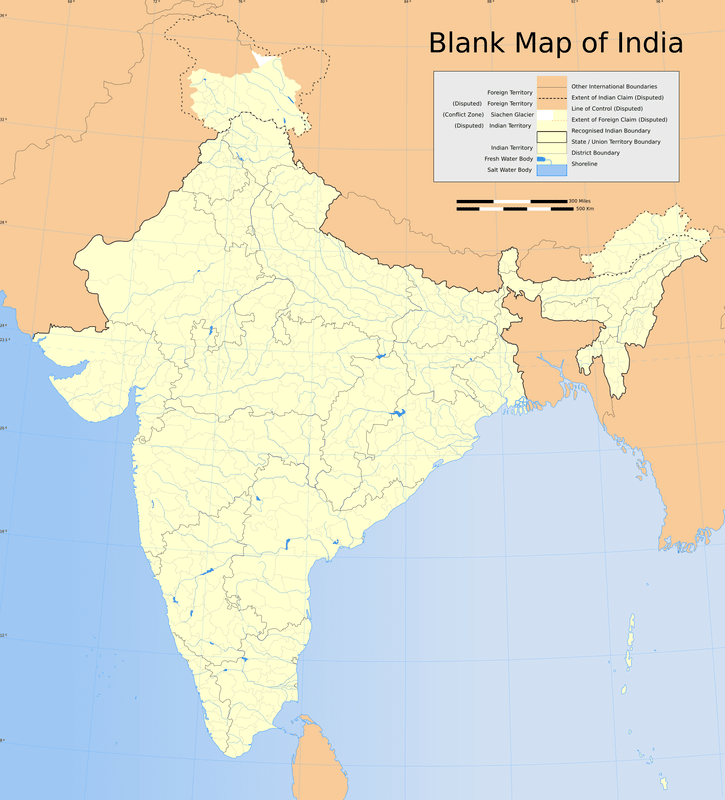 Blank Map of India
Foreign Territory
(Disputed) Foreign Territory
(Conflict Zone) Siachen Glacier
(Disputed) Indian Territory
Indian Territory
Fresh Water Body
Salt Water Body
Other International Boundaries
Extent of Indian Claim (Disputed)
Line of Control (Disputed)
Extent of Foreign Claim (Disputed)
Recognised Indian Boundary
State / Union Territory Boundary
District Boundary
Shoreline
300 Miles
500 Km